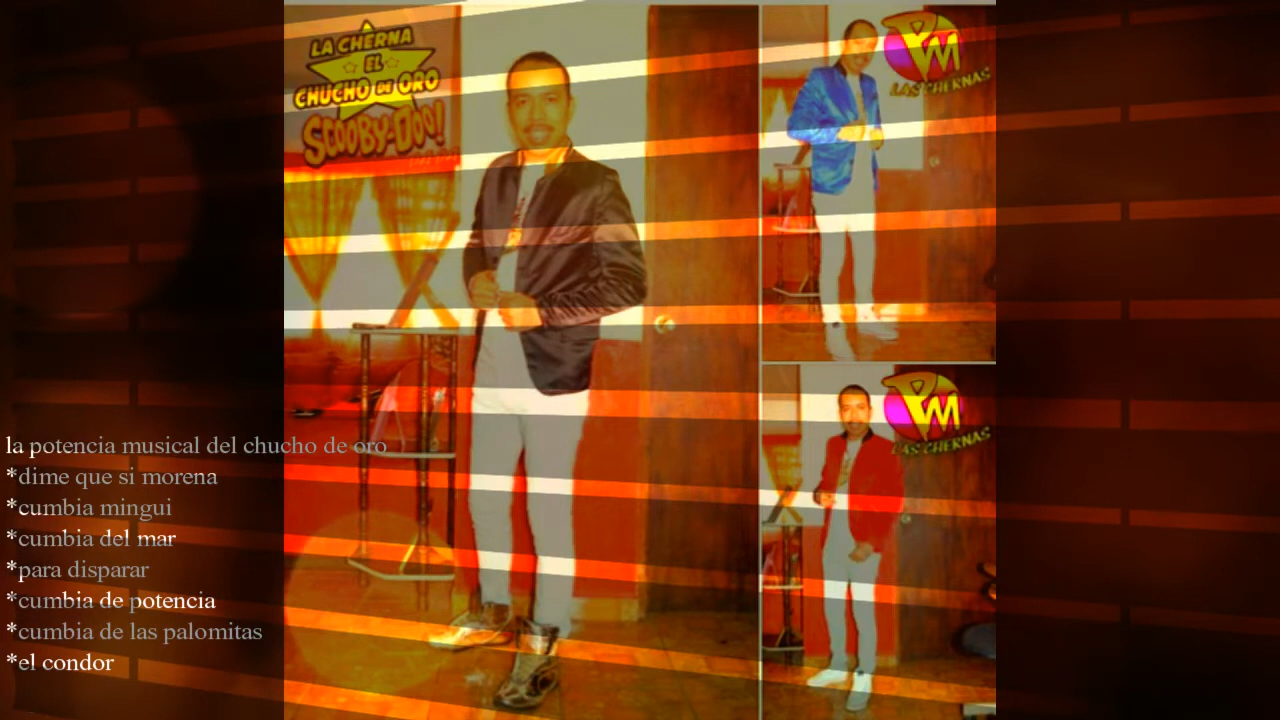 LA CHERNA
EL
CHUCHO DE ORO
SCOOBY-DOO!
PM
LAS CHERNAS
PM
LAS CHERNAS
la potencia musical del chucho de oro
*dime que si morena
*cumbia mingui
*cumbia del mar
*para disparar
*cumbia de potencia
*cumbia de las palomitas
*el condor